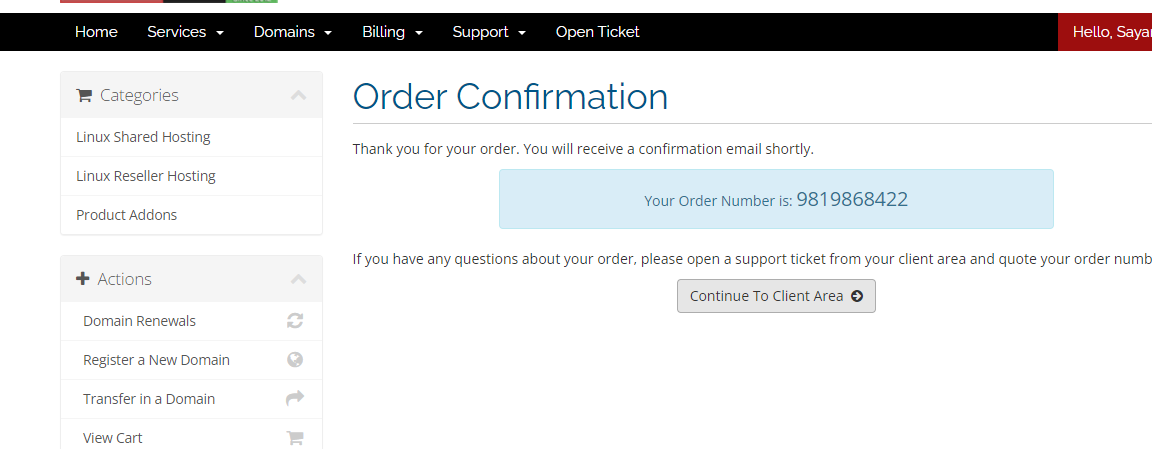 Home Services Domains Billing Support Open Ticket Hello,
Categories
Linux Shared Hosting
Linux Reseller Hosting
Product Addons
Actions
Domain Renewals
Register a New Domain
Transfer in a Domain
View Cart
Order Confirmation
Thank you for your order. You will receive a confirmation email shortly.
Your Order Number is: 9819868422
If you have any questions about your order, please open a support ticket from your client area and quote your order numb
Continue To Client Area